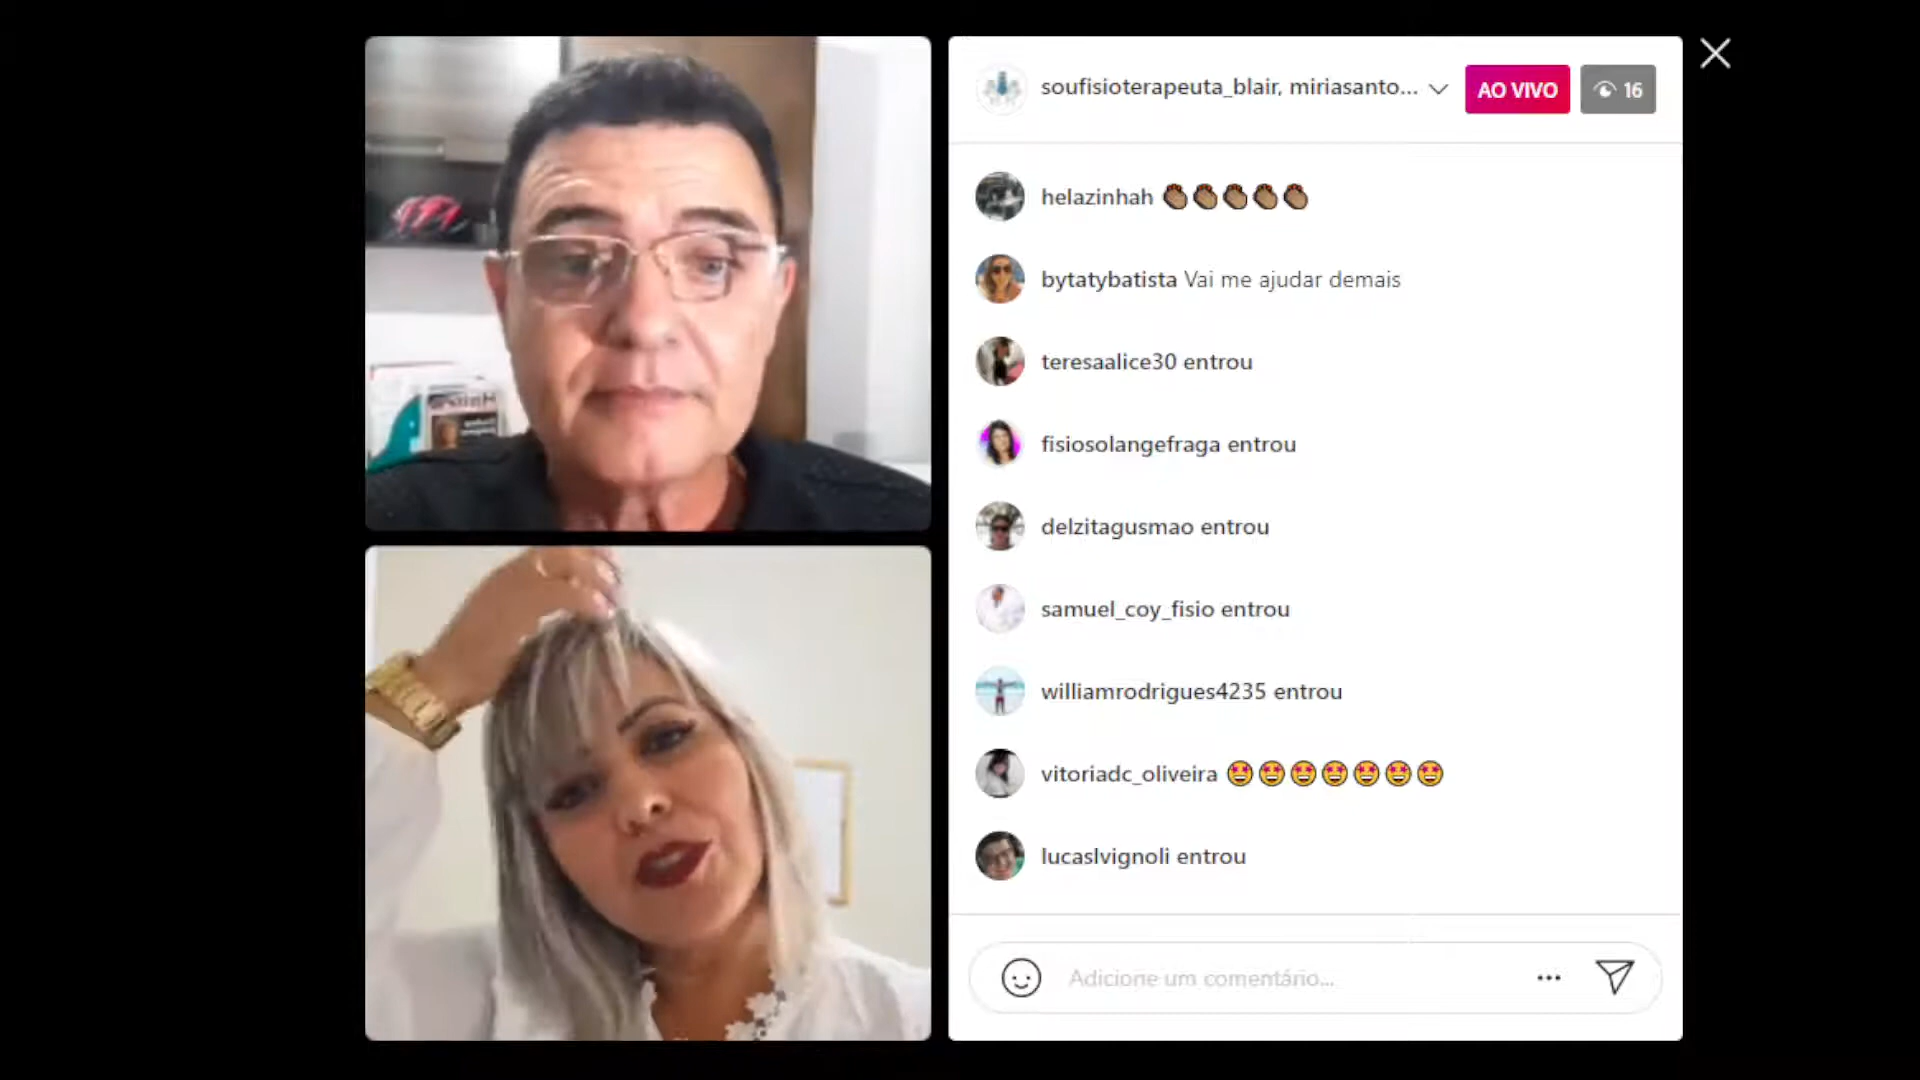 soufisioterapeuta_blair, miriasanto...
AO VIVO
16
helazinhah 👏🏽👏🏽👏🏽👏🏽👏🏽
bytatybatista Vai me ajudar demais
teresaalice30 entrou
fisiosolangefraga entrou
delzitagusmao entrou
samuel_coy_fisio entrou
williamrodrigues4235 entrou
vitoriadc_oliveira 🤩🤩🤩🤩🤩🤩🤩
lucaslvignoli entrou
Adicione um comentário...